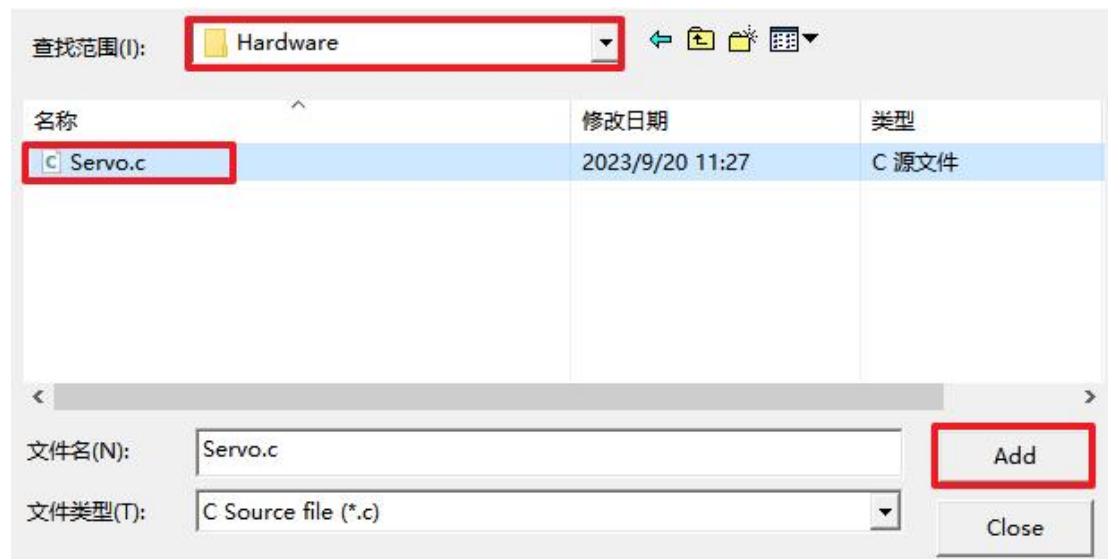 查找范围(I): Hardware
名称 修改日期 类型
Servo.c 2023/9/20 11:27 C 源文件
文件名(N): Servo.c Add
文件类型(T): C Source file (*.c) Close